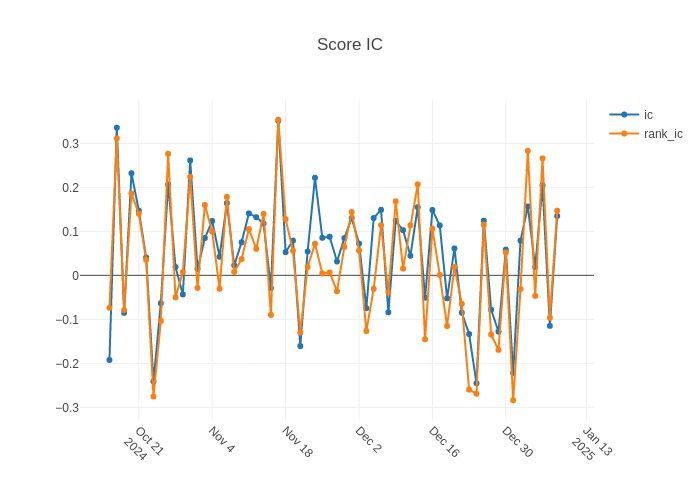 Score IC
ic
rank_ic
0.3
0.2
0.1
0
−0.1
−0.2
−0.3
Oct 21
2024
Nov 4
Nov 18
Dec 2
Dec 16
Dec 30
Jan 13
2025